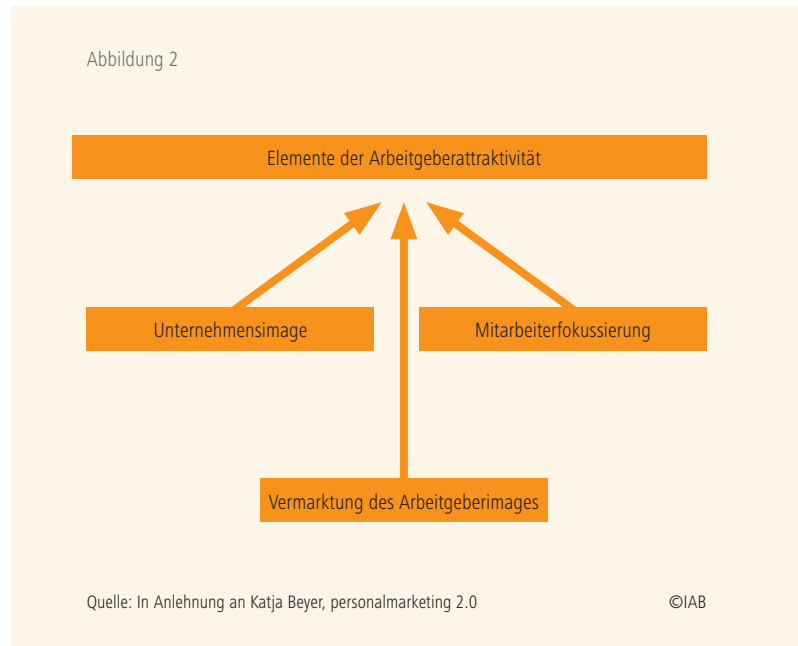 Abbildung 2
Elemente der Arbeitgeberattraktivität
Unternehmensimage
Mitarbeiterfokussierung
Vermarktung des Arbeitgeberimages
Quelle: In Anlehnung an Katja Beyer, personalmarketing 2.0
©IAB